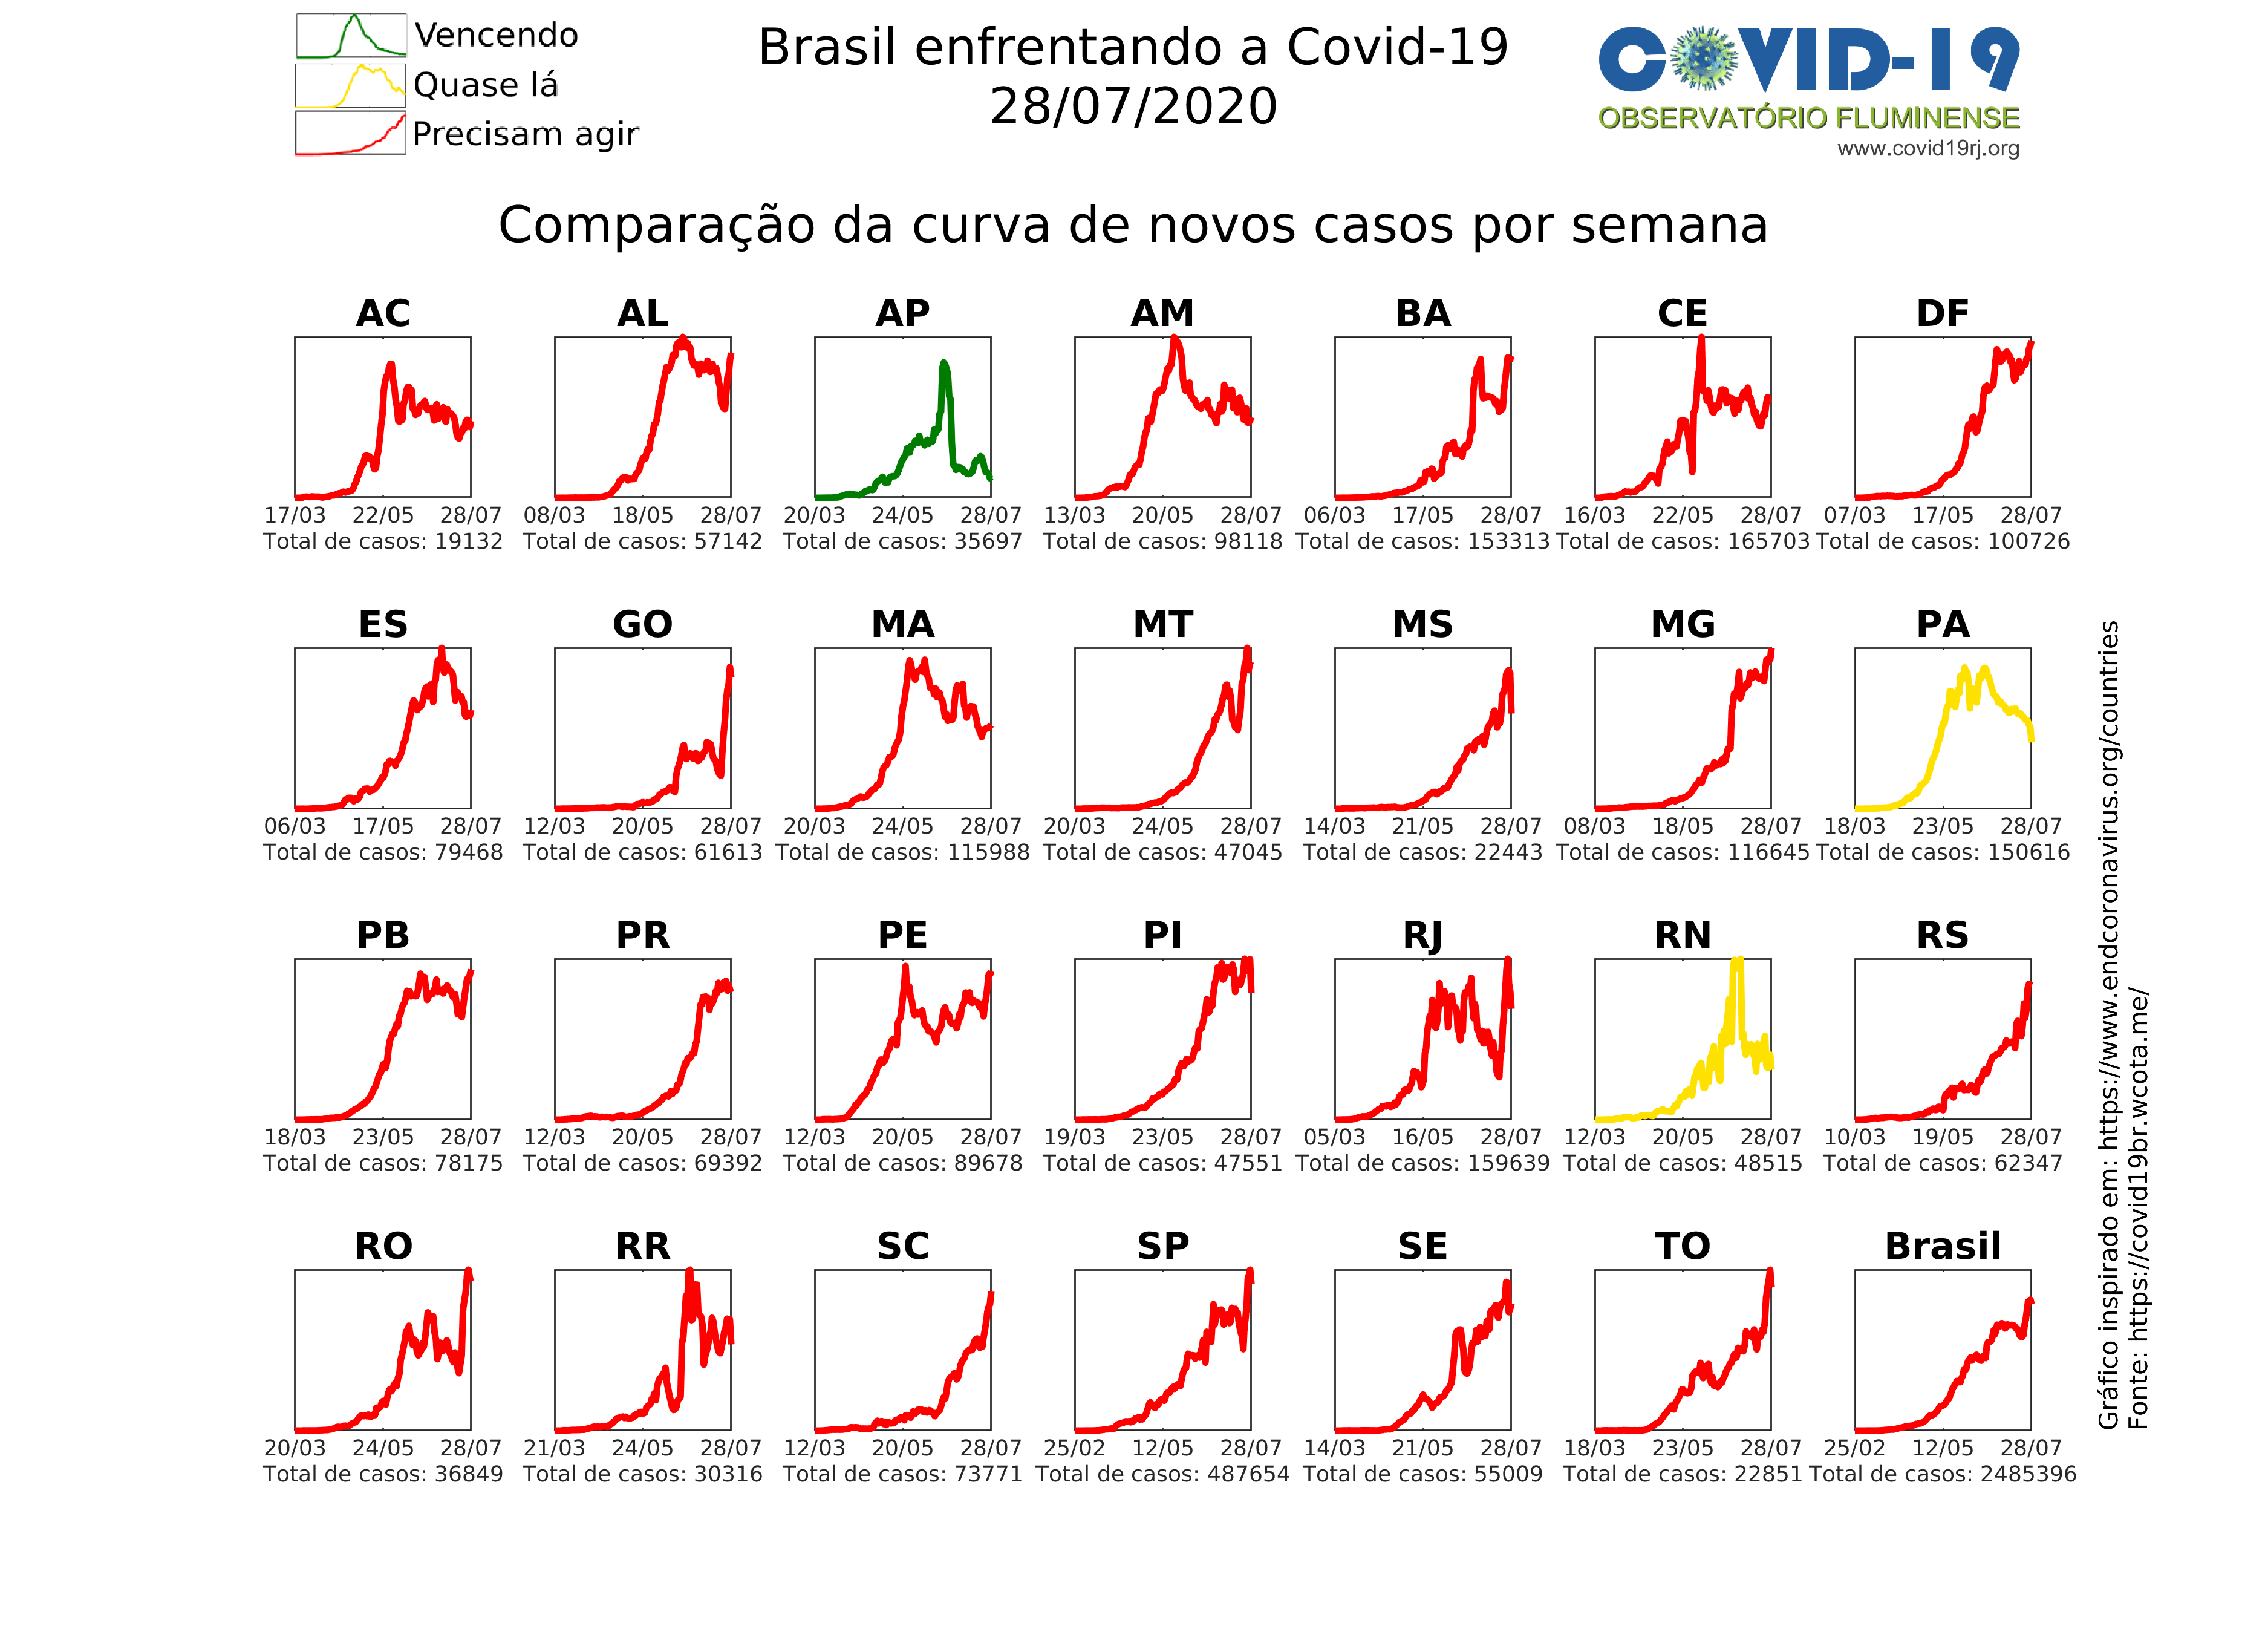 Vencendo
Quase lá
Precisam agir
Brasil enfrentando a Covid-19
28/07/2020
COVID-19
OBSERVATÓRIO FLUMINENSE
www.covid19rj.org
Comparação da curva de novos casos por semana
AC AL AP AM BA CE DF
17/03 22/05 28/07 08/03 18/05 28/07 20/03 24/05 28/07 13/03 20/05 28/07 06/03 17/05 28/07 16/03 22/05 28/07 07/03 17/05 28/07
Total de casos: 19132 Total de casos: 57142 Total de casos: 35697 Total de casos: 98118 Total de casos: 153313 Total de casos: 165703 Total de casos: 100726
ES GO MA MT MS MG PA
06/03 17/05 28/07 12/03 20/05 28/07 20/03 24/05 28/07 20/03 24/05 28/07 14/03 21/05 28/07 08/03 18/05 28/07 18/03 23/05 28/07
Total de casos: 79468 Total de casos: 61613 Total de casos: 115988 Total de casos: 47045 Total de casos: 22443 Total de casos: 116645 Total de casos: 150616
PB PR PE PI RJ RN RS
18/03 23/05 28/07 12/03 20/05 28/07 12/03 20/05 28/07 19/03 23/05 28/07 05/03 16/05 28/07 12/03 20/05 28/07 10/03 19/05 28/07
Total de casos: 78175 Total de casos: 69392 Total de casos: 89678 Total de casos: 47551 Total de casos: 159639 Total de casos: 48515 Total de casos: 62347
RO RR SC SP SE TO Brasil
20/03 24/05 28/07 21/03 24/05 28/07 12/03 20/05 28/07 25/02 12/05 28/07 14/03 21/05 28/07 18/03 23/05 28/07 25/02 12/05 28/07
Total de casos: 36849 Total de casos: 30316 Total de casos: 73771 Total de casos: 487654 Total de casos: 55009 Total de casos: 22851 Total de casos: 2485396
Gráfico inspirado em: https://www.endcoronavirus.org/countries
Fonte: https://covid19br.wcota.me/